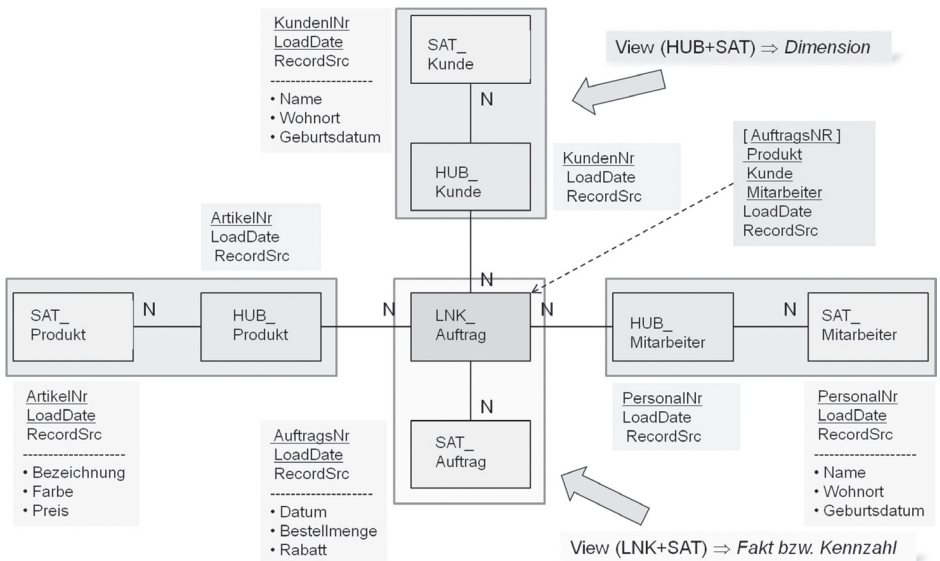 KundenlNr
LoadDate
RecordSrc
• Name
• Wohnort
• Geburtsdatum
SAT_
Kunde
N
HUB_
Kunde
View (HUB+SAT) ⇒ Dimension
KundenNr
LoadDate
RecordSrc
[ AuftragsNR ]
Produkt
Kunde
Mitarbeiter
LoadDate
RecordSrc
ArtikelNr
LoadDate
RecordSrc
SAT_
Produkt
N
HUB_
Produkt
N
N
LNK_
Auftrag
N
HUB_
Mitarbeiter
N
SAT_
Mitarbeiter
N
SAT_
Auftrag
ArtikelNr
LoadDate
RecordSrc
• Bezeichnung
• Farbe
• Preis
AuftragsNr
LoadDate
RecordSrc
• Datum
• Bestellmenge
• Rabatt
PersonalNr
LoadDate
RecordSrc
PersonalNr
LoadDate
RecordSrc
• Name
• Wohnort
• Geburtsdatum
View (LNK+SAT) ⇒ Fakt bzw. Kennzahl